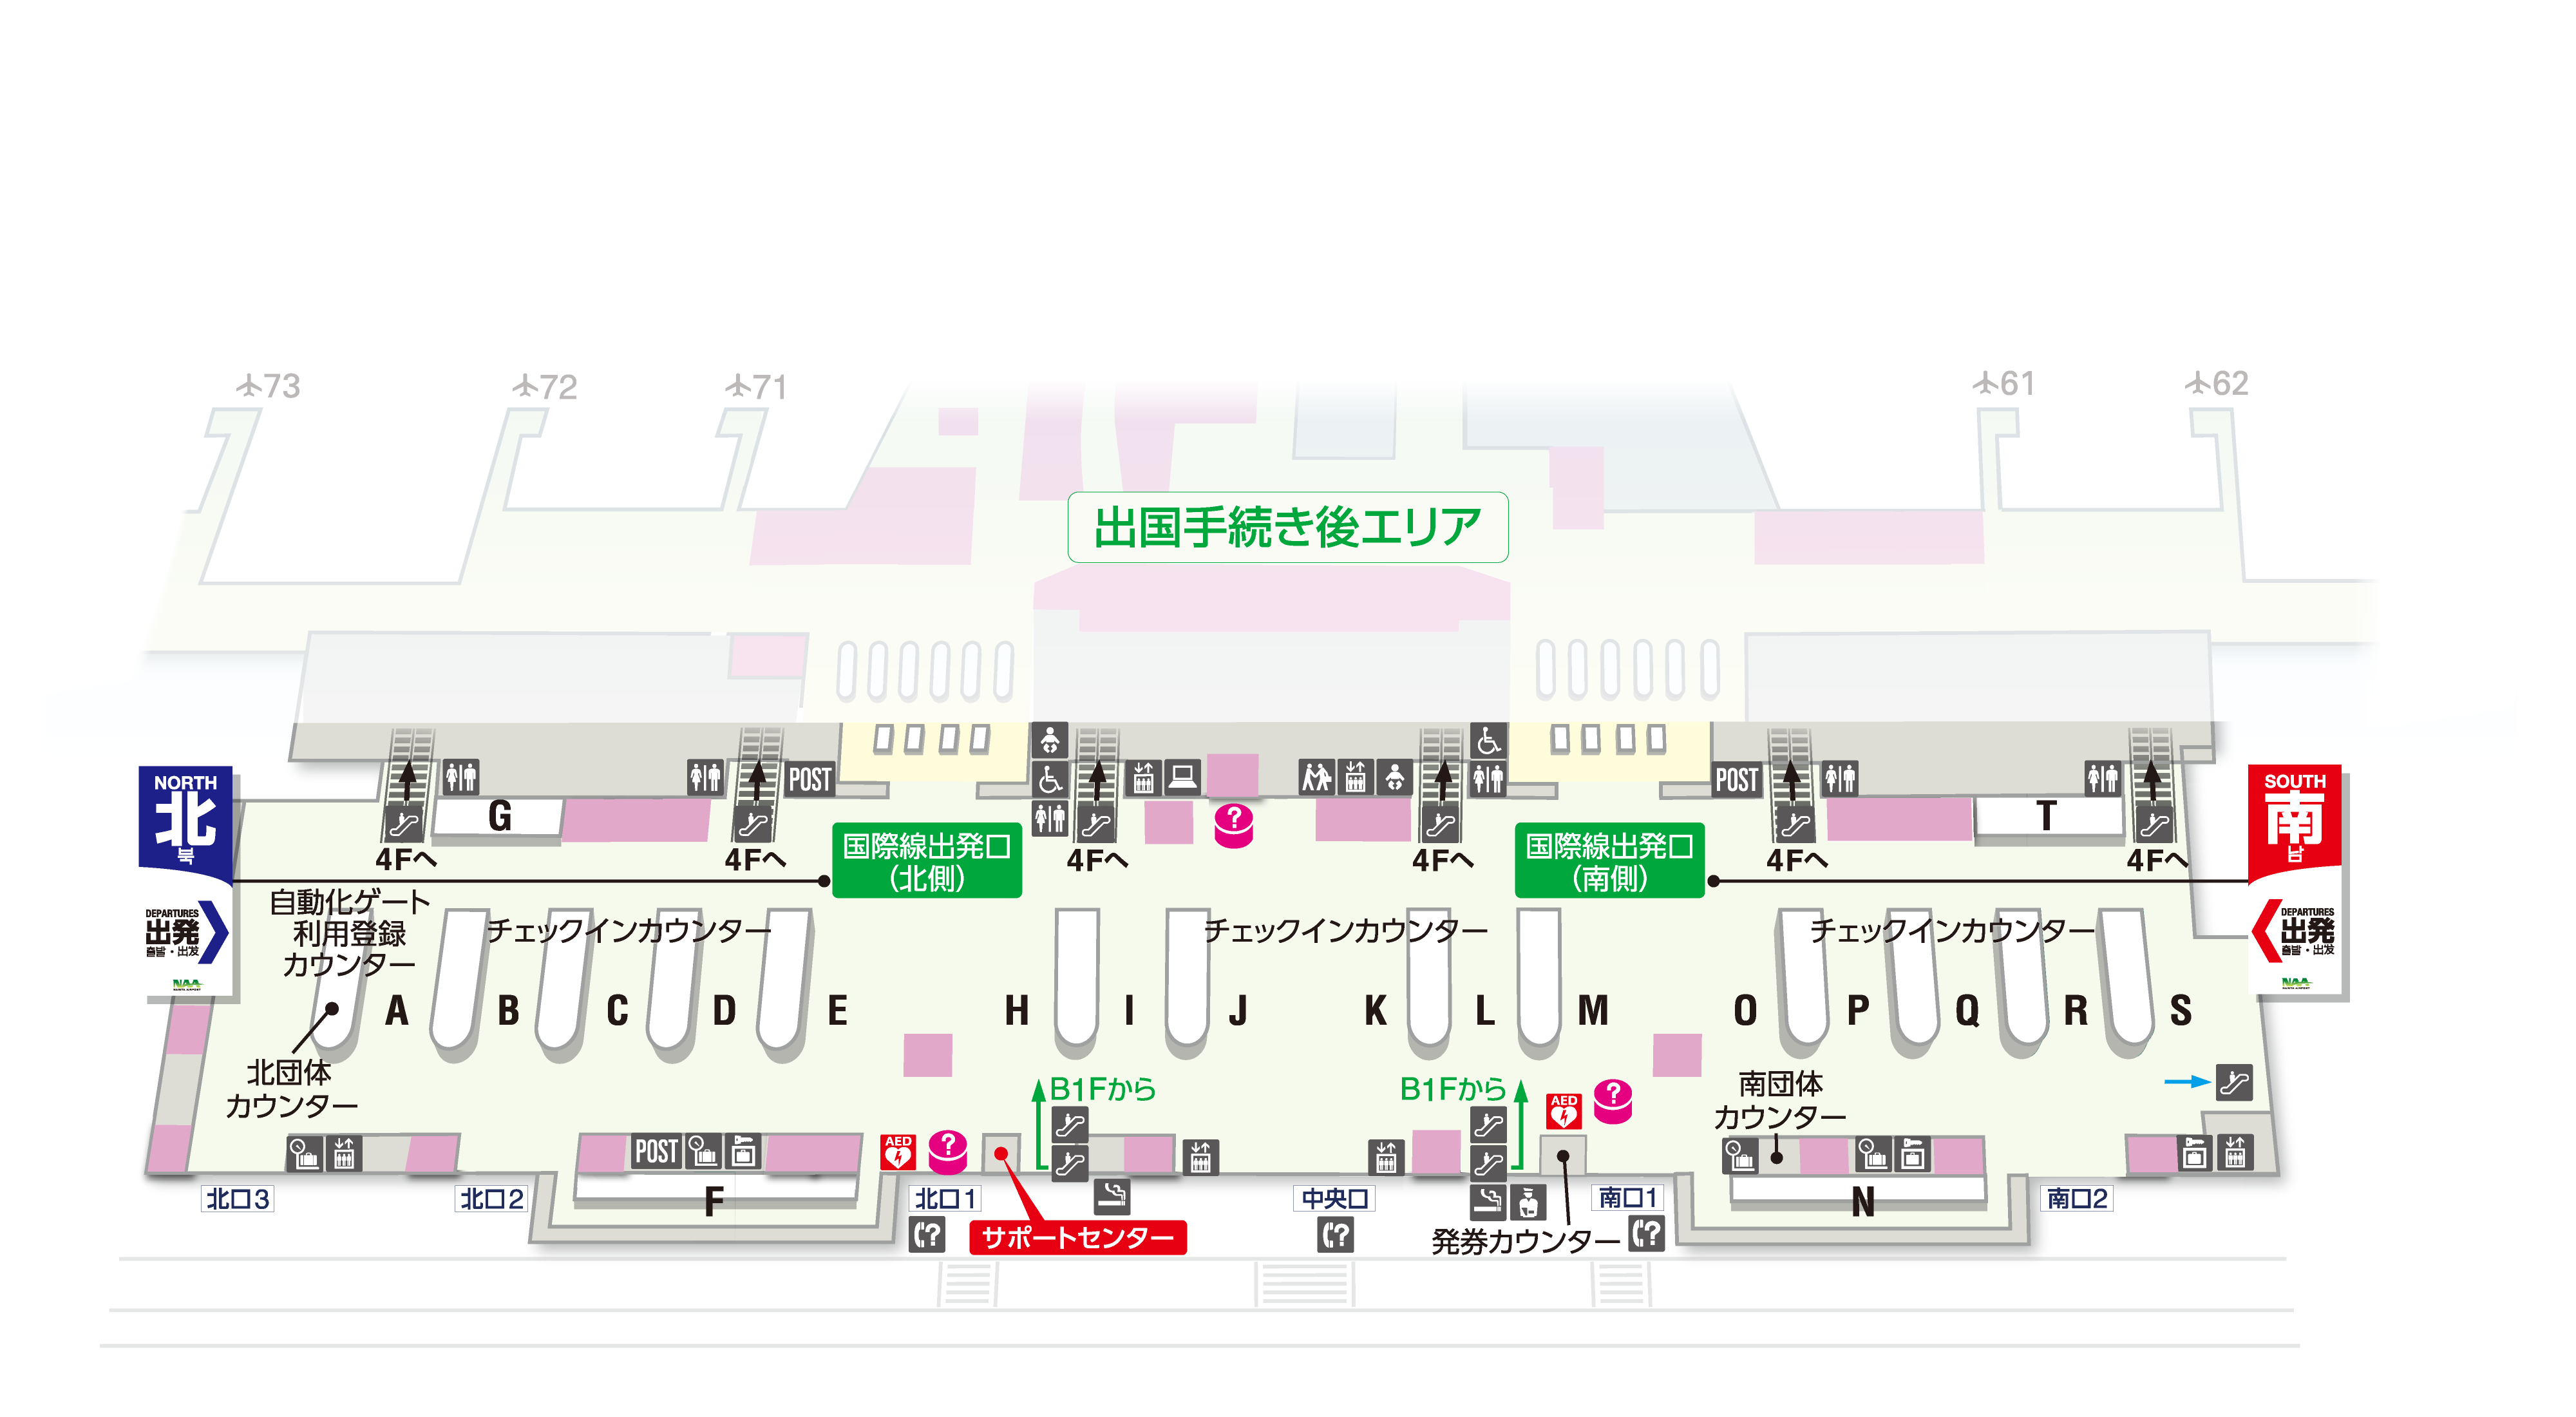 73
72
71
61
62
出国手続き後エリア
NORTH
北
북
DEPARTURES
出発
출발・出发
NAA
SOUTH
南
남
DEPARTURES
出発
출발・出发
NAA
G
POST
POST
T
4Fへ
4Fへ
4Fへ
4Fへ
4Fへ
4Fへ
国際線出発口
(北側)
国際線出発口
(南側)
?
自動化ゲート
利用登録
カウンター
チェックインカウンター
チェックインカウンター
チェックインカウンター
A
B
C
D
E
H
I
J
K
L
M
O
P
Q
R
S
北団体
カウンター
B1Fから
B1Fから
南団体
カウンター
POST
AED
?
AED
?
F
N
北口3
北口2
北口1
中央口
南口1
南口2
?
サポートセンター
?
発券カウンター
?